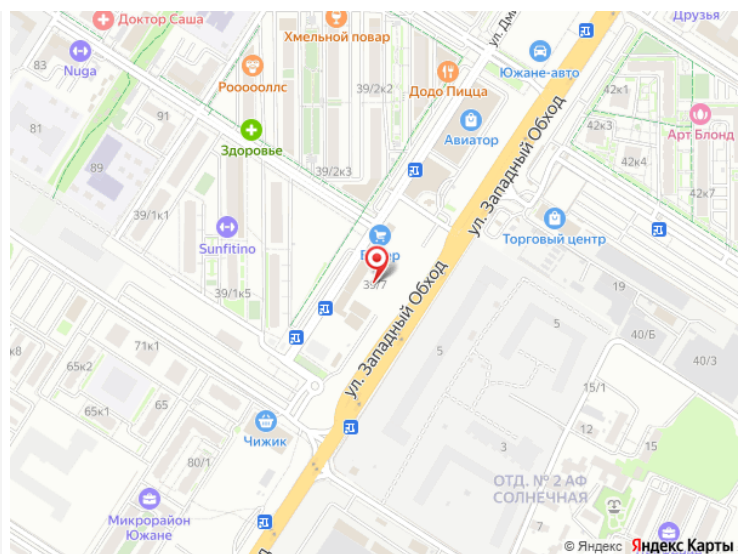 Доктор Саша
Хмельной повар
ул. Дми
Друзья
83
Nuga
Роооооллс
39/2к2
Додо Пицца
Южане-авто
42к1
81
91
Здоровье
Авиатор
42к3
Арт Блонд
89
39/2к3
42к4
42к7
39/1к1
ул. Западный Обход
Sunfitino
Торговый центр
39/1к5
39/7
19
ул. Западный Обход
40/Б
к8
71к1
5
5
40/3
65к2
15/1
65к1
65
Чижик
12
15
3
80/1
ОТД. № 2 АФ
СОЛНЕЧНАЯ
Микрорайон
Южане
7
© Яндекс Яндекс Карты